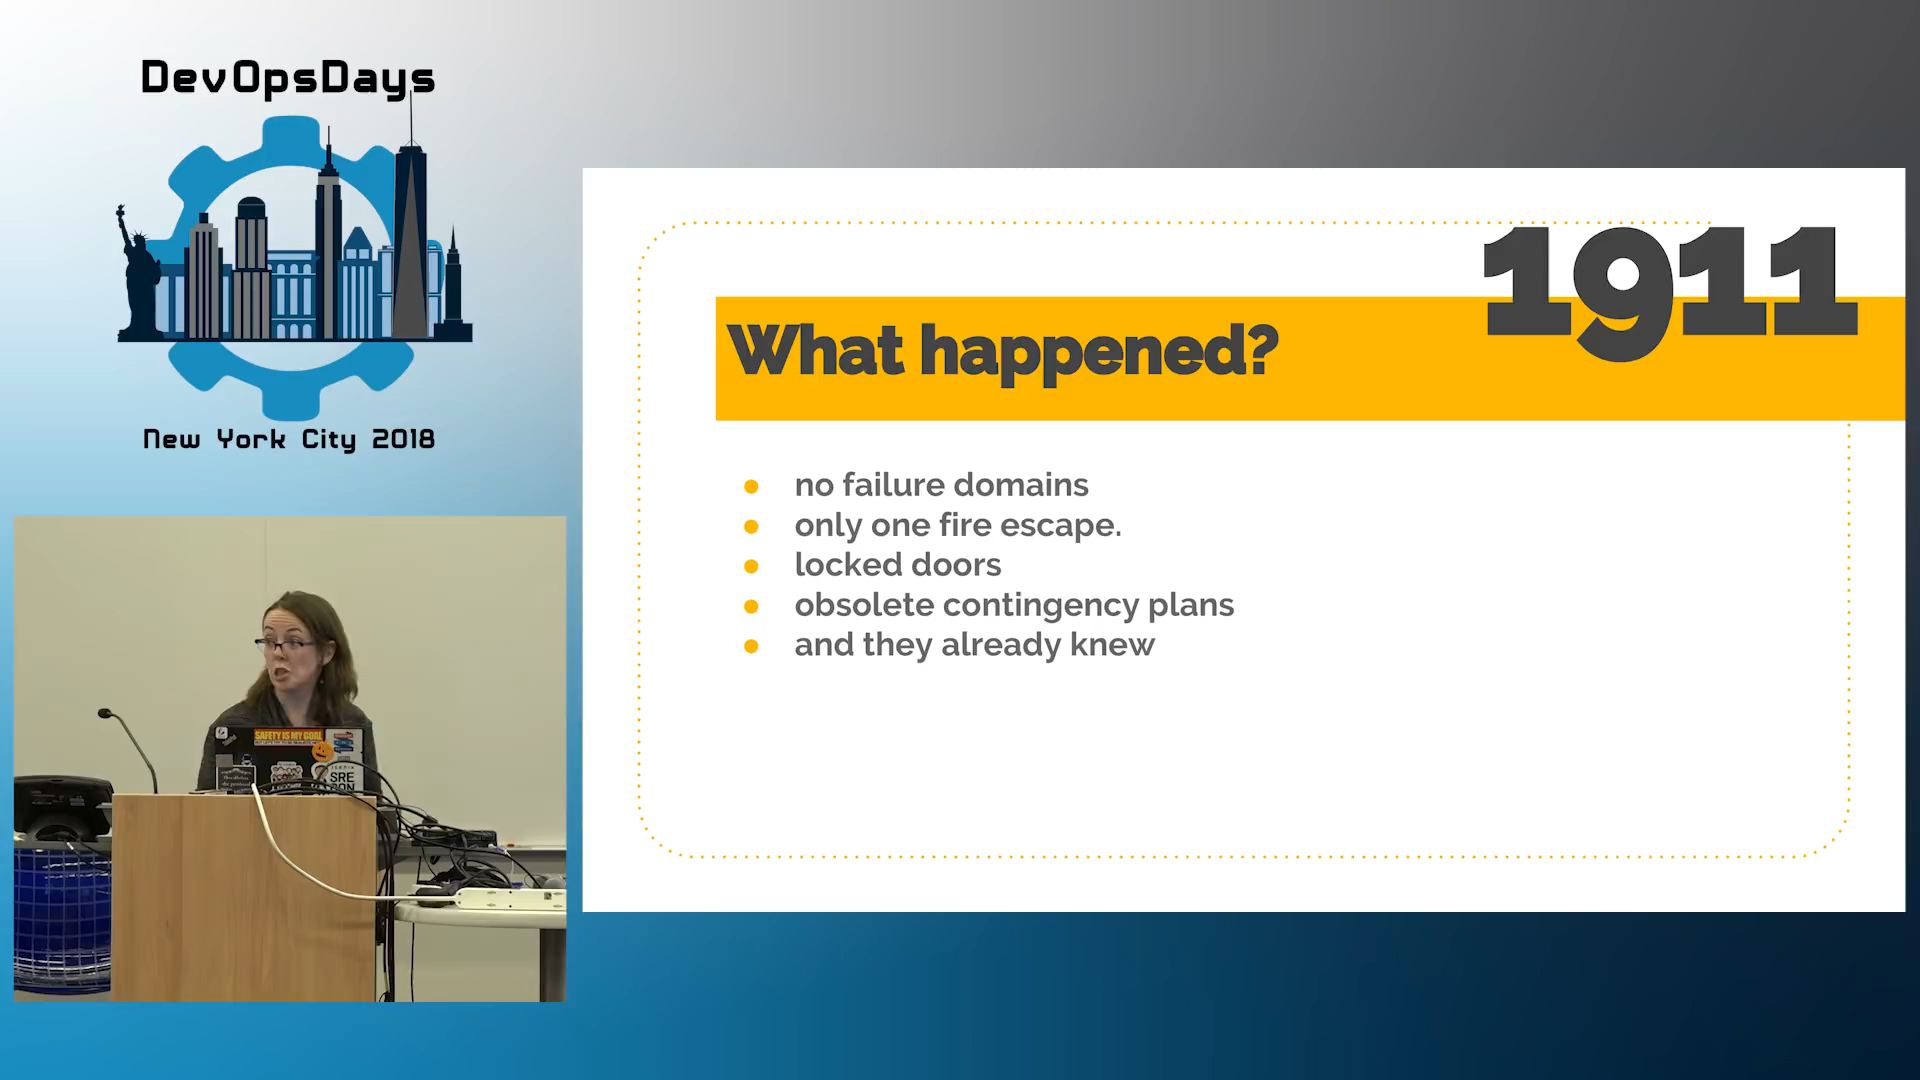 DevOpsDays
New York City 2018
1911
What happened?
no failure domains
only one fire escape.
locked doors
obsolete contingency plans
and they already knew
SAFETY IS MY GOAL
SRE
CON